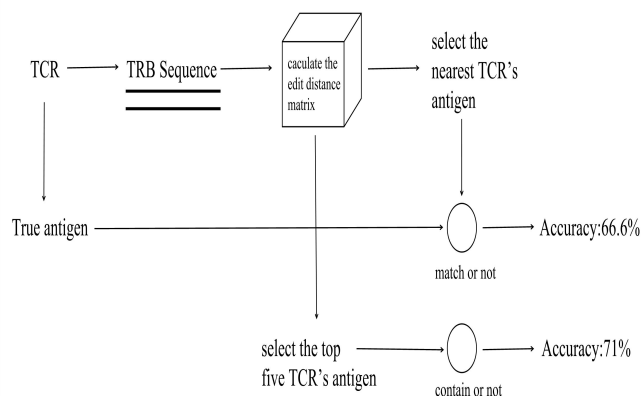 TCR
TRB Sequence
caculate the
edit distance
matrix
select the
nearest TCR's
antigen
True antigen
Accuracy:66.6%
match or not
select the top
five TCR's antigen
Accuracy:71%
contain or not